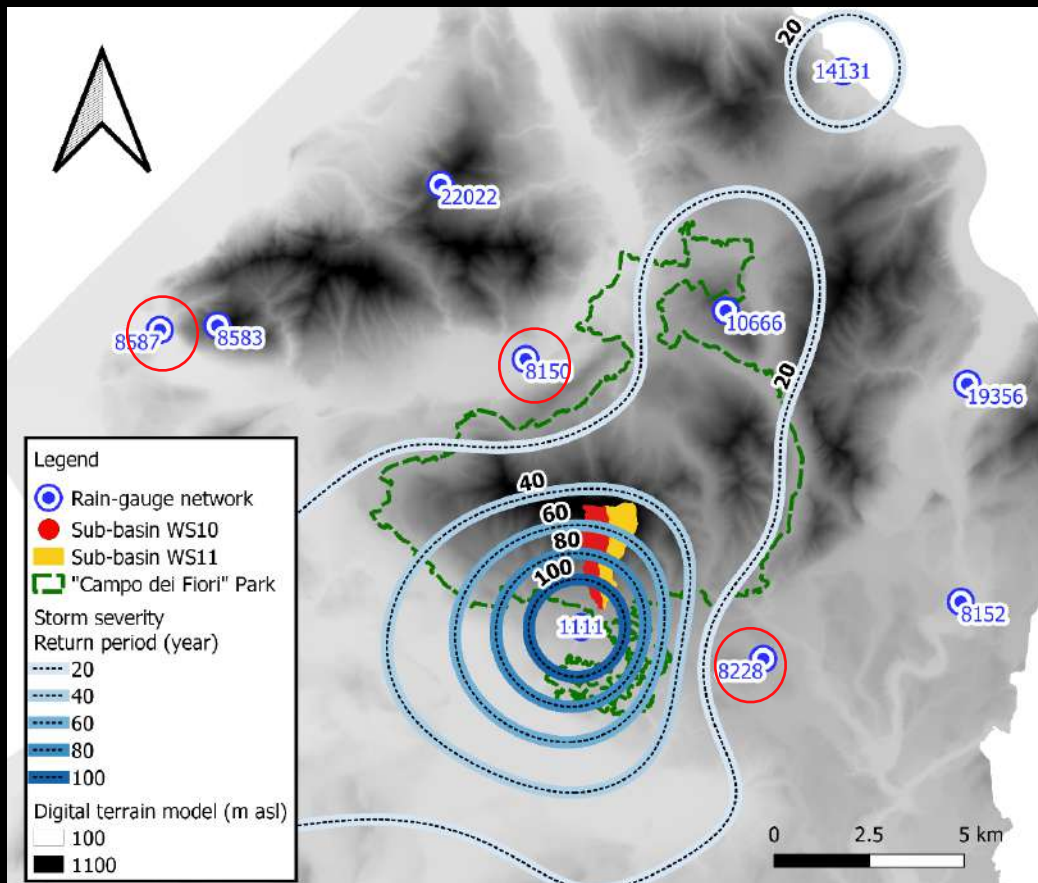 20
14131
22022
10666
8687
8583
8150
20
19356
Legend
Rain-gauge network
Sub-basin WS10
Sub-basin WS11
"Campo dei Fiori" Park
Storm severity
Return period (year)
20
40
60
80
100
Digital terrain model (m asl)
100
1100
40
60
80
100
1111
8152
8228
0 2.5 5 km